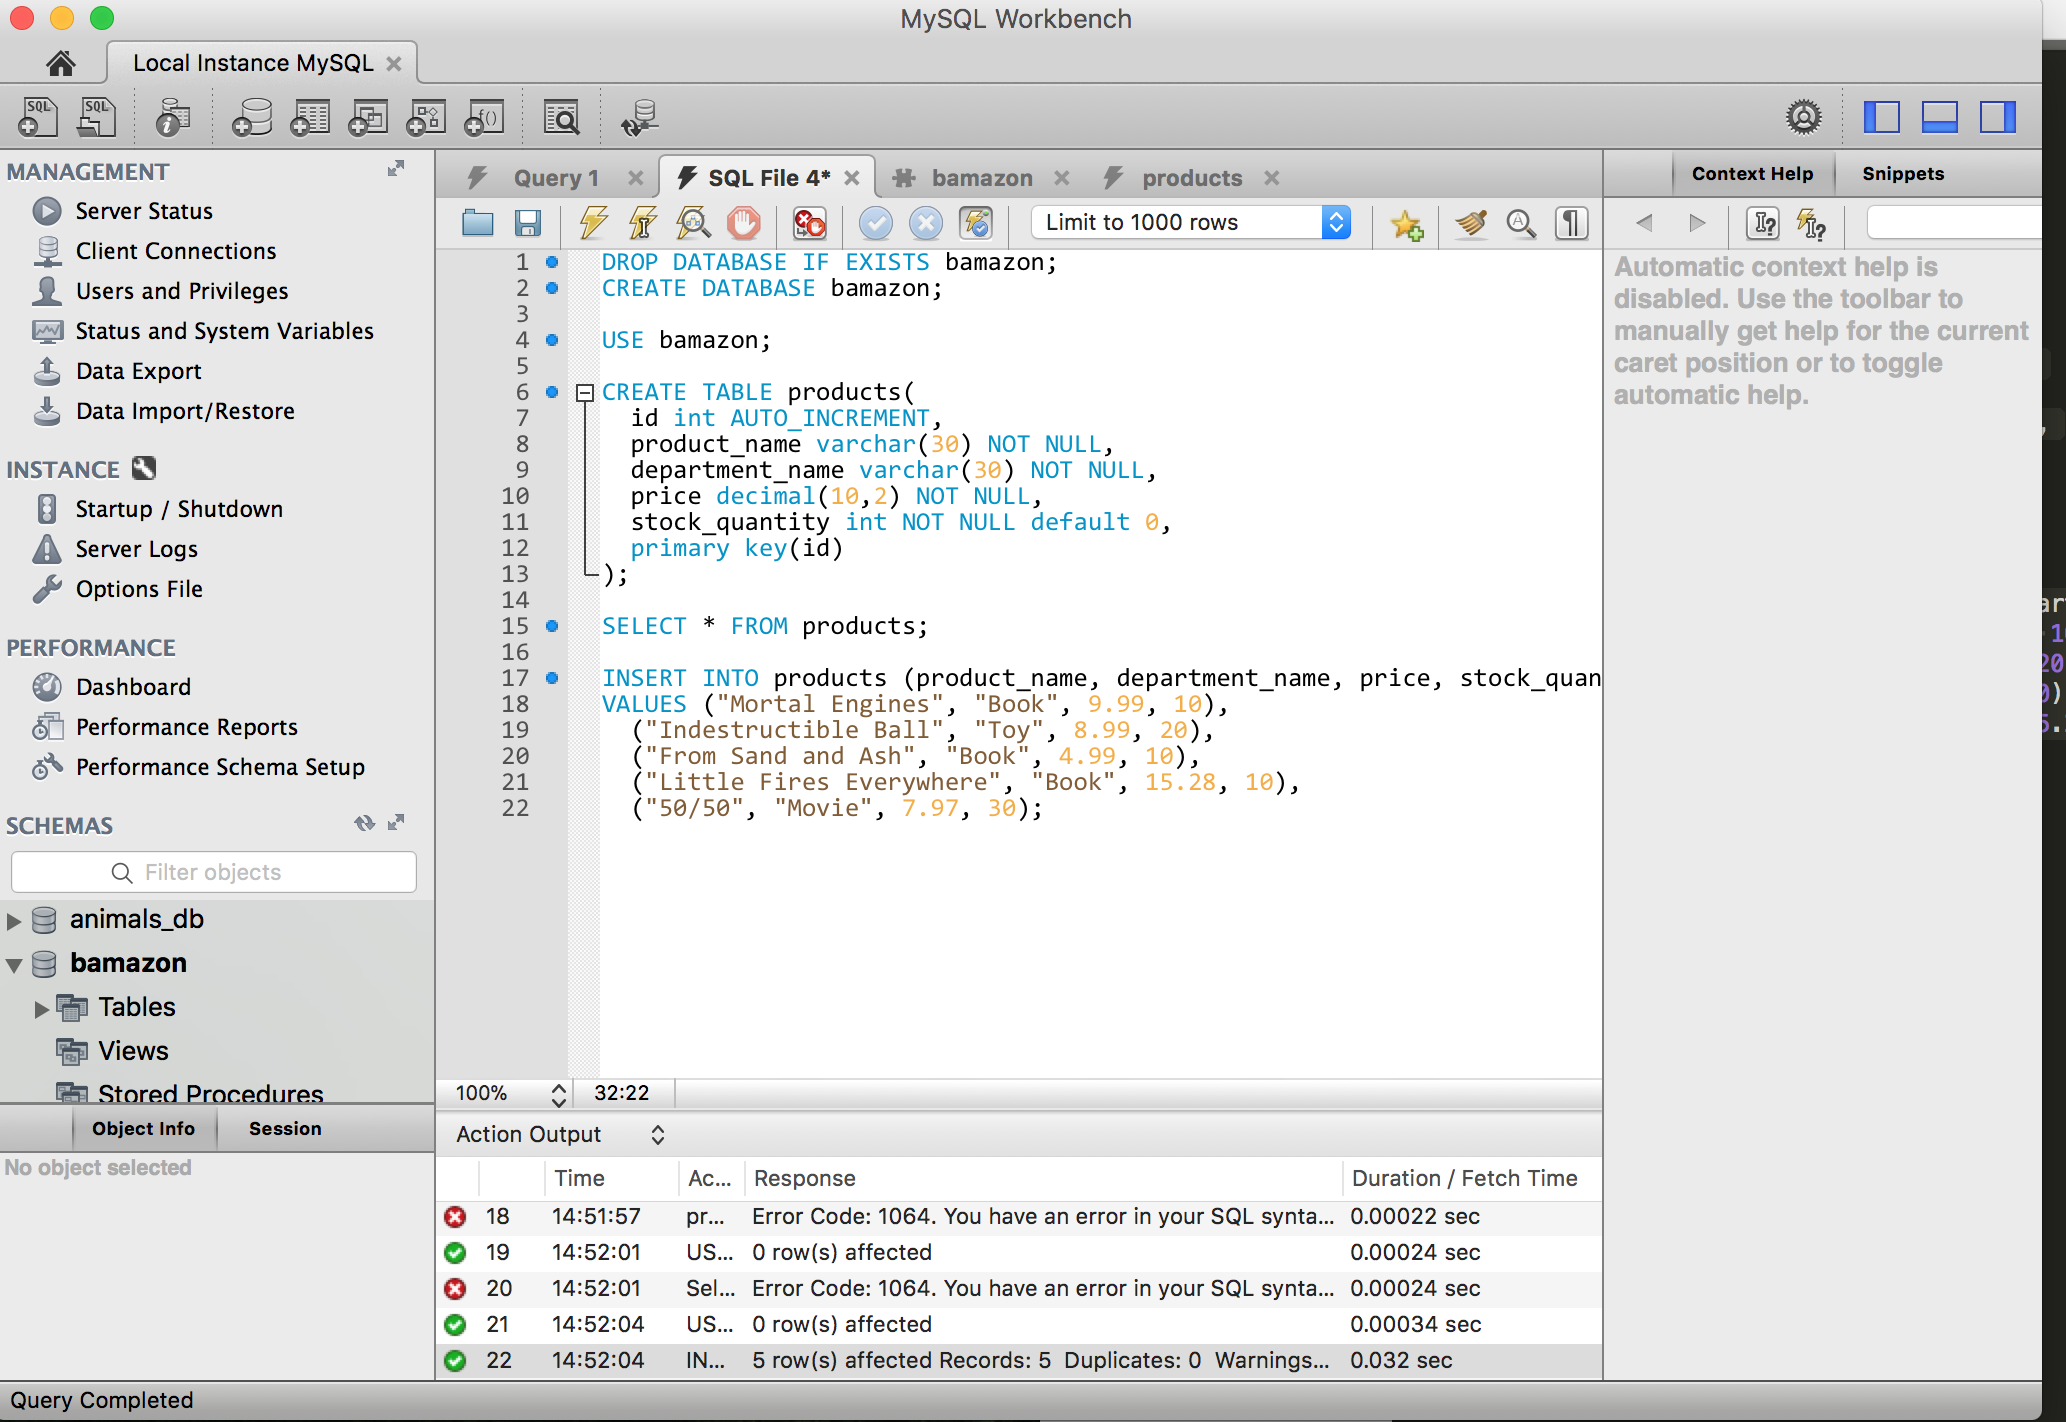 MySQL Workbench
Local Instance MySQL
MANAGEMENT
Server Status
Client Connections
Users and Privileges
Status and System Variables
Data Export
Data Import/Restore
INSTANCE
Startup / Shutdown
Server Logs
Options File
PERFORMANCE
Dashboard
Performance Reports
Performance Schema Setup
SCHEMAS
Filter objects
animals_db
bamazon
Tables
Views
Stored Procedures
Object Info Session
No object selected
Query 1 SQL File 4* bamazon products
Limit to 1000 rows
1 DROP DATABASE IF EXISTS bamazon;
2 CREATE DATABASE bamazon;
3
4 USE bamazon;
5
6 CREATE TABLE products(
7 id int AUTO_INCREMENT,
8 product_name varchar(30) NOT NULL,
9 department_name varchar(30) NOT NULL,
10 price decimal(10,2) NOT NULL,
11 stock_quantity int NOT NULL default 0,
12 primary key(id)
13 );
14
15 SELECT * FROM products;
16
17 INSERT INTO products (product_name, department_name, price, stock_quan
18 VALUES ("Mortal Engines", "Book", 9.99, 10),
19 ("Indestructible Ball", "Toy", 8.99, 20),
20 ("From Sand and Ash", "Book", 4.99, 10),
21 ("Little Fires Everywhere", "Book", 15.28, 10),
22 ("50/50", "Movie", 7.97, 30);
100% 32:22
Action Output
Time Ac... Response Duration / Fetch Time
18 14:51:57 pr... Error Code: 1064. You have an error in your SQL synta... 0.00022 sec
19 14:52:01 US... 0 row(s) affected 0.00024 sec
20 14:52:01 Sel... Error Code: 1064. You have an error in your SQL synta... 0.00024 sec
21 14:52:04 US... 0 row(s) affected 0.00034 sec
22 14:52:04 IN... 5 row(s) affected Records: 5 Duplicates: 0 Warnings... 0.032 sec
Context Help Snippets
Automatic context help is
disabled. Use the toolbar to
manually get help for the current
caret position or to toggle
automatic help.
Query Completed